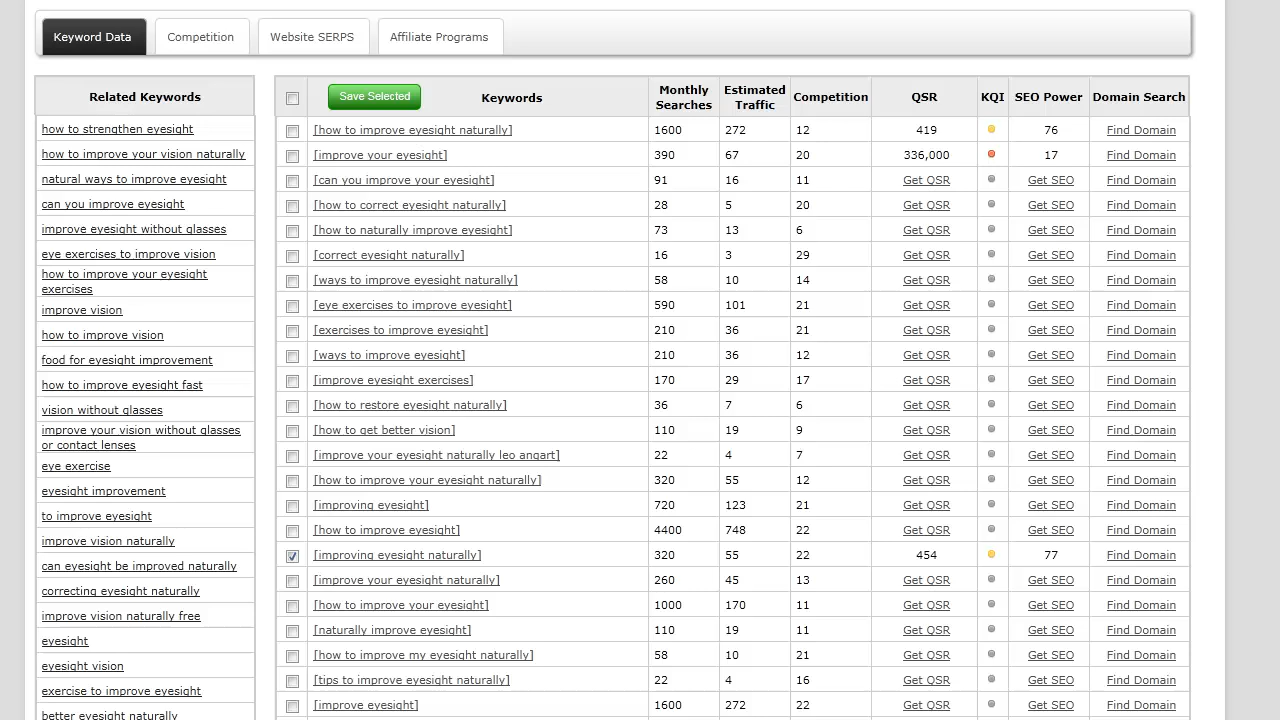 Keyword Data Competition Website SERPS Affiliate Programs
Related Keywords
how to strengthen eyesight
how to improve your vision naturally
natural ways to improve eyesight
can you improve eyesight
improve eyesight without glasses
eye exercises to improve vision
how to improve your eyesight
exercises
improve vision
how to improve vision
food for eyesight improvement
how to improve eyesight fast
vision without glasses
improve your vision without glasses
or contact lenses
eye exercise
eyesight improvement
to improve eyesight
improve vision naturally
can eyesight be improved naturally
correcting eyesight naturally
improve vision naturally free
eyesight
eyesight vision
exercise to improve eyesight
better eyesight naturally
Save Selected Keywords Monthly Searches Estimated Traffic Competition QSR KQI SEO Power Domain Search
[how to improve eyesight naturally] 1600 272 12 419 76 Find Domain
[improve your eyesight] 390 67 20 336,000 17 Find Domain
[can you improve your eyesight] 91 16 11 Get QSR Get SEO Find Domain
[how to correct eyesight naturally] 28 5 20 Get QSR Get SEO Find Domain
[how to naturally improve eyesight] 73 13 6 Get QSR Get SEO Find Domain
[correct eyesight naturally] 16 3 29 Get QSR Get SEO Find Domain
[ways to improve eyesight naturally] 58 10 14 Get QSR Get SEO Find Domain
[eye exercises to improve eyesight] 590 101 21 Get QSR Get SEO Find Domain
[exercises to improve eyesight] 210 36 21 Get QSR Get SEO Find Domain
[ways to improve eyesight] 210 36 12 Get QSR Get SEO Find Domain
[improve eyesight exercises] 170 29 17 Get QSR Get SEO Find Domain
[how to restore eyesight naturally] 36 7 6 Get QSR Get SEO Find Domain
[how to get better vision] 110 19 9 Get QSR Get SEO Find Domain
[improve your eyesight naturally leo angart] 22 4 7 Get QSR Get SEO Find Domain
[how to improve your eyesight naturally] 320 55 12 Get QSR Get SEO Find Domain
[improving eyesight] 720 123 21 Get QSR Get SEO Find Domain
[how to improve eyesight] 4400 748 22 Get QSR Get SEO Find Domain
[improving eyesight naturally] 320 55 22 454 77 Find Domain
[improve your eyesight naturally] 260 45 13 Get QSR Get SEO Find Domain
[how to improve your eyesight] 1000 170 11 Get QSR Get SEO Find Domain
[naturally improve eyesight] 110 19 11 Get QSR Get SEO Find Domain
[how to improve my eyesight naturally] 58 10 21 Get QSR Get SEO Find Domain
[tips to improve eyesight naturally] 22 4 16 Get QSR Get SEO Find Domain
[improve eyesight] 1600 272 22 Get QSR Get SEO Find Domain